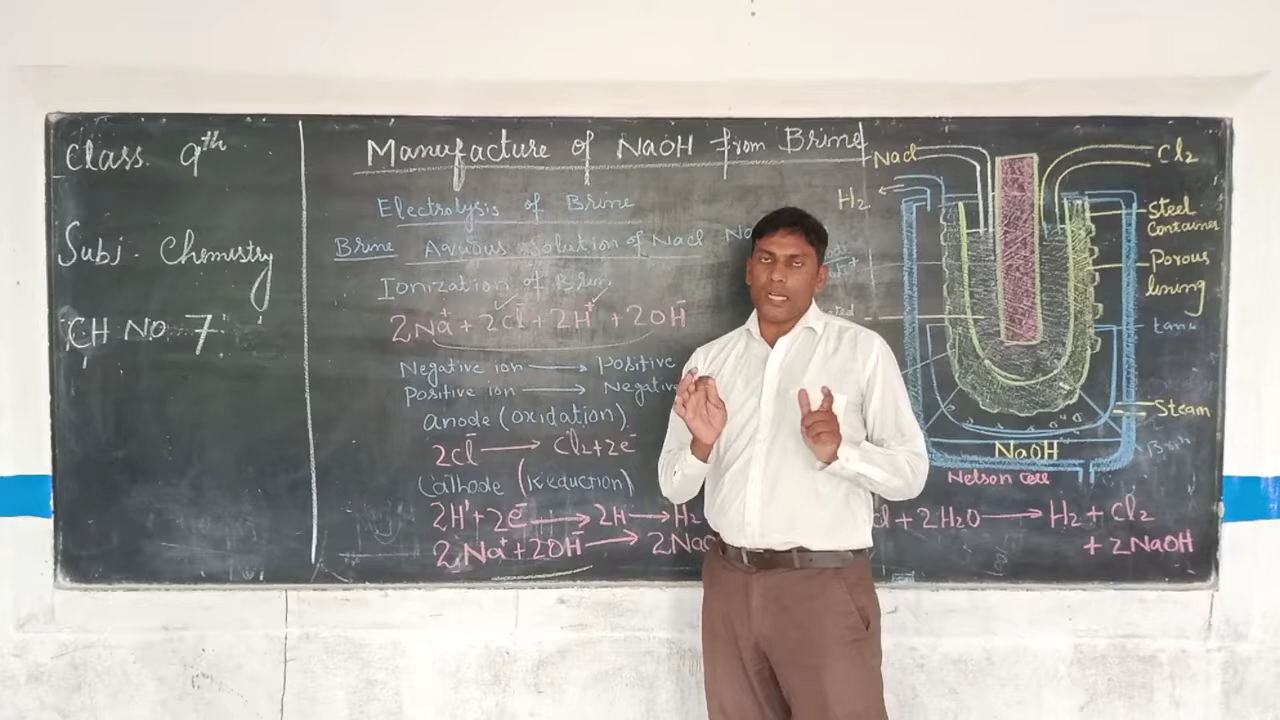 Class. 9th
Subj. Chemistry
CH NO. 7
Manufacture of NaOH from Brine
Electrolysis of Brine
Brine Aquous solution of Nacl
Ionization of Brine
2Na⁺ + 2Cl⁻ + 2H⁺ + 2OH⁻
Negative ion → Positive
Positive ion → Negative
Anode (Oxidation)
2Cl⁻ → Cl₂ + 2e⁻
Cathode (Reduction)
2H⁺ + 2e⁻ → 2H → H₂
2Na⁺ + 2OH⁻ → 2Nao
Nacl
Cl₂
H₂
Steel
Container
Porous
lining
Steam
NaOH
Nelson cell
cl + 2H₂O → H₂ + Cl₂
+ 2NaOH